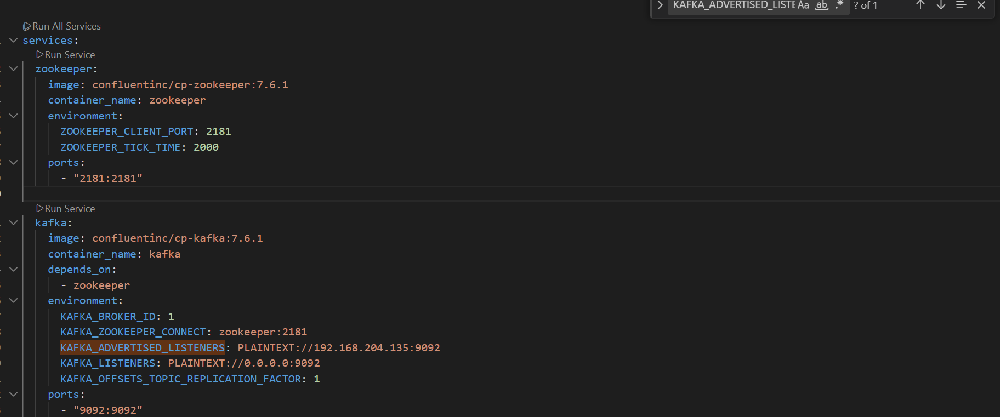 KAFKA_ADVERTISED_LISTE Aa ab .* ? of 1
Run All Services
services:
Run Service
zookeeper:
image: confluentinc/cp-zookeeper:7.6.1
container_name: zookeeper
environment:
ZOOKEEPER_CLIENT_PORT: 2181
ZOOKEEPER_TICK_TIME: 2000
ports:
- "2181:2181"
Run Service
kafka:
image: confluentinc/cp-kafka:7.6.1
container_name: kafka
depends_on:
- zookeeper
environment:
KAFKA_BROKER_ID: 1
KAFKA_ZOOKEEPER_CONNECT: zookeeper:2181
KAFKA_ADVERTISED_LISTENERS: PLAINTEXT://192.168.204.135:9092
KAFKA_LISTENERS: PLAINTEXT://0.0.0.0:9092
KAFKA_OFFSETS_TOPIC_REPLICATION_FACTOR: 1
ports:
- "9092:9092"